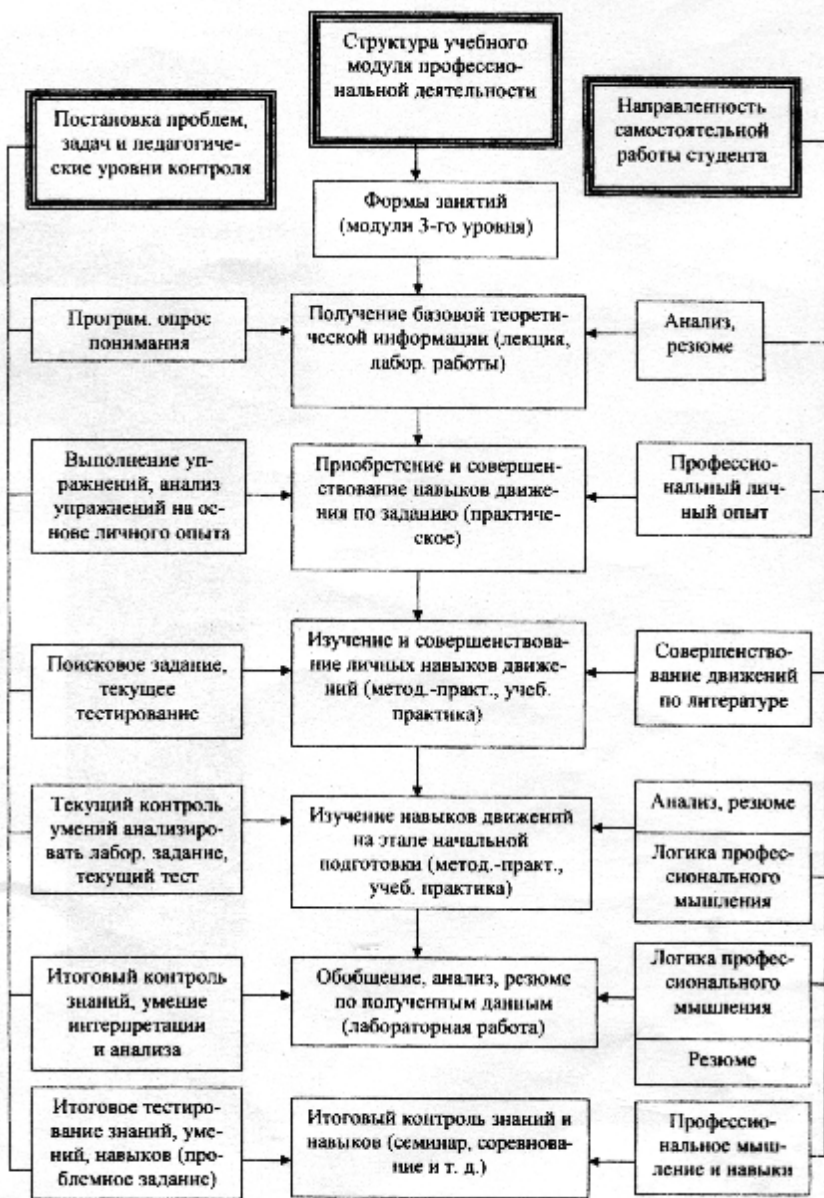 Структура учебного
модуля профессио-
нальной деятельности
Постановка проблем,
задач и педагогиче-
ские уровни контроля
Направленность
самостоятельной
работы студента
Формы занятий
(модули 3-го уровня)
Програм. опрос
понимания
Получение базовой теорети-
ческой информации (лекция,
лабор. работы)
Анализ,
резюме
Выполнение уп-
ражнений, анализ
упражнений на ос-
нове личного опыта
Приобретение и совершен-
ствование навыков движе-
ния по заданию (практиче-
ское)
Профессио-
нальный лич-
ный опыт
Поисковое задание,
текущее
тестирование
Изучение и совершенствова-
ние личных навыков движе-
ний (метод.-практ., учеб.
практика)
Совершенство-
вание движений
по литературе
Текущий контроль
умений анализиро-
вать лабор. задание,
текущий тест
Изучение навыков движений
на этапе начальной
подготовки (метод.-практ.,
учеб. практика)
Анализ, резюме
Логика профес-
сионального
мышления
Итоговый контроль
знаний, умение
интерпретации
и анализа
Обобщение, анализ, резюме
по полученным данным
(лабораторная работа)
Логика профес-
сионального
мышления
Резюме
Итоговое тестиро-
вание знаний, уме-
ний, навыков (про-
блемное задание)
Итоговый контроль знаний и
навыков (семинар, соревнова-
ние и т. д.)
Профессио-
нальное мыш-
ление и навыки